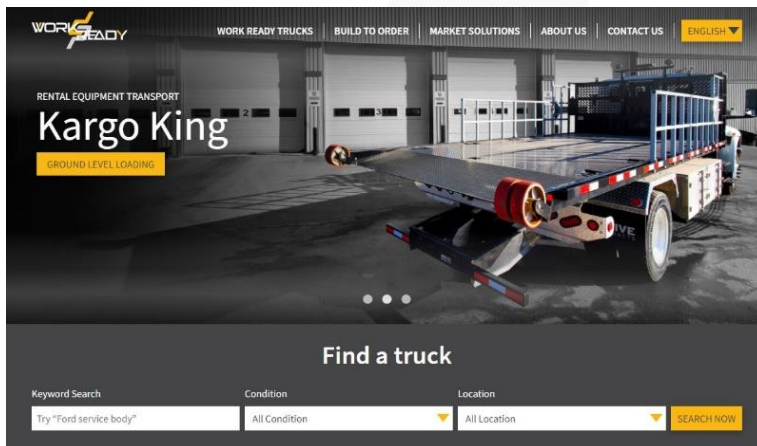 WORK READY
WORK READY TRUCKS
BUILD TO ORDER
MARKET SOLUTIONS
ABOUT US
CONTACT US
ENGLISH
RENTAL EQUIPMENT TRANSPORT
Kargo King
GROUND LEVEL LOADING
2
3
Find a truck
Keyword Search
Condition
Location
Try "Ford service body"
All Condition
All Location
SEARCH NOW